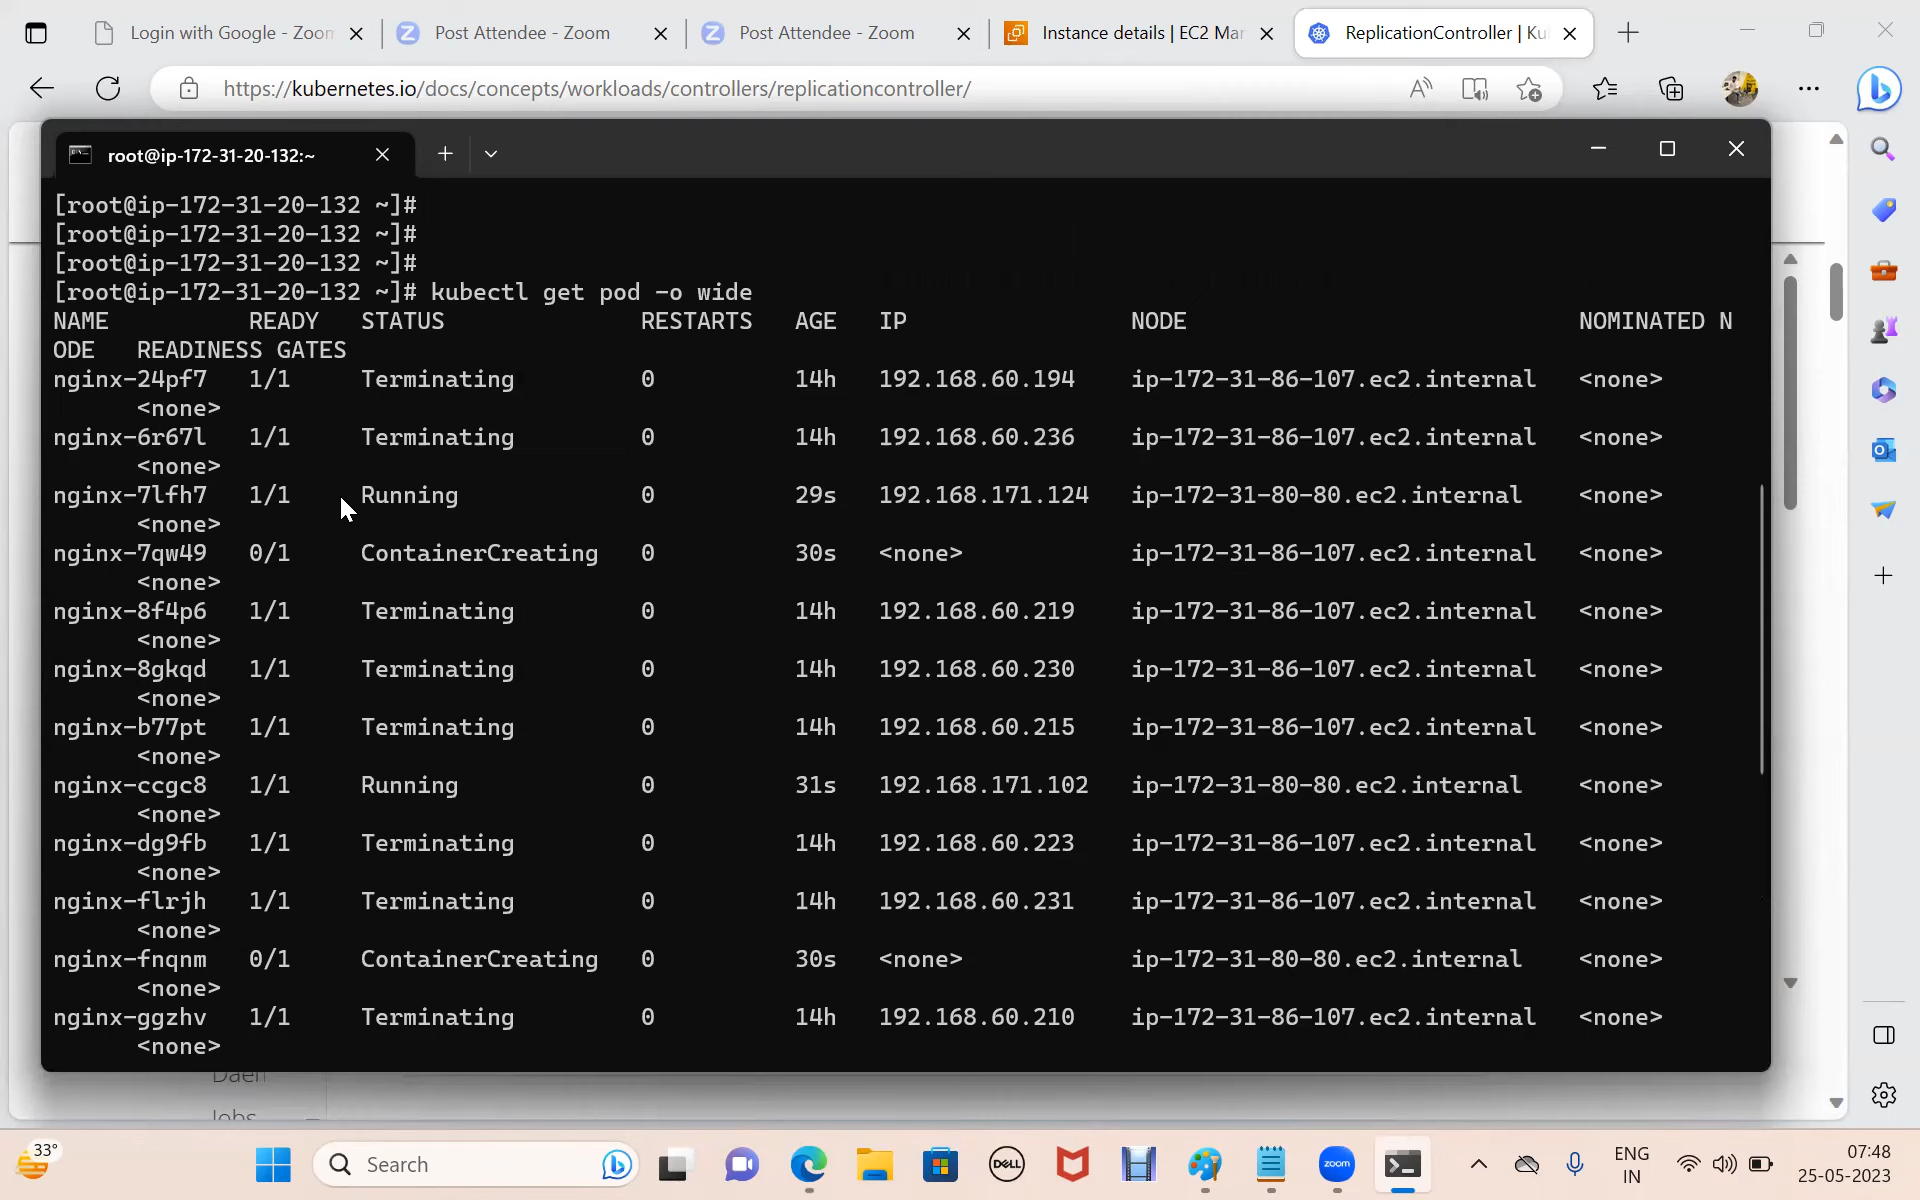 Login with Google - Zoom
Post Attendee - Zoom
Post Attendee - Zoom
Instance details | EC2 Mar
ReplicationController | Ku
https://kubernetes.io/docs/concepts/workloads/controllers/replicationcontroller/
root@ip-172-31-20-132:~
[root@ip-172-31-20-132 ~]#
[root@ip-172-31-20-132 ~]#
[root@ip-172-31-20-132 ~]#
[root@ip-172-31-20-132 ~]# kubectl get pod -o wide
NAME READY STATUS RESTARTS AGE IP NODE NOMINATED N
ODE READINESS GATES
nginx-24pf7 1/1 Terminating 0 14h 192.168.60.194 ip-172-31-86-107.ec2.internal <none>
<none>
nginx-6r67l 1/1 Terminating 0 14h 192.168.60.236 ip-172-31-86-107.ec2.internal <none>
<none>
nginx-7lfh7 1/1 Running 0 29s 192.168.171.124 ip-172-31-80-80.ec2.internal <none>
<none>
nginx-7qw49 0/1 ContainerCreating 0 30s <none> ip-172-31-86-107.ec2.internal <none>
<none>
nginx-8f4p6 1/1 Terminating 0 14h 192.168.60.219 ip-172-31-86-107.ec2.internal <none>
<none>
nginx-8gkqd 1/1 Terminating 0 14h 192.168.60.230 ip-172-31-86-107.ec2.internal <none>
<none>
nginx-b77pt 1/1 Terminating 0 14h 192.168.60.215 ip-172-31-86-107.ec2.internal <none>
<none>
nginx-ccgc8 1/1 Running 0 31s 192.168.171.102 ip-172-31-80-80.ec2.internal <none>
<none>
nginx-dg9fb 1/1 Terminating 0 14h 192.168.60.223 ip-172-31-86-107.ec2.internal <none>
<none>
nginx-flrjh 1/1 Terminating 0 14h 192.168.60.231 ip-172-31-86-107.ec2.internal <none>
<none>
nginx-fnqnm 0/1 ContainerCreating 0 30s <none> ip-172-31-80-80.ec2.internal <none>
<none>
nginx-ggzhv 1/1 Terminating 0 14h 192.168.60.210 ip-172-31-86-107.ec2.internal <none>
<none>
Jobs
33°
Search
DELL
zoom
ENG
IN
07:48
25-05-2023